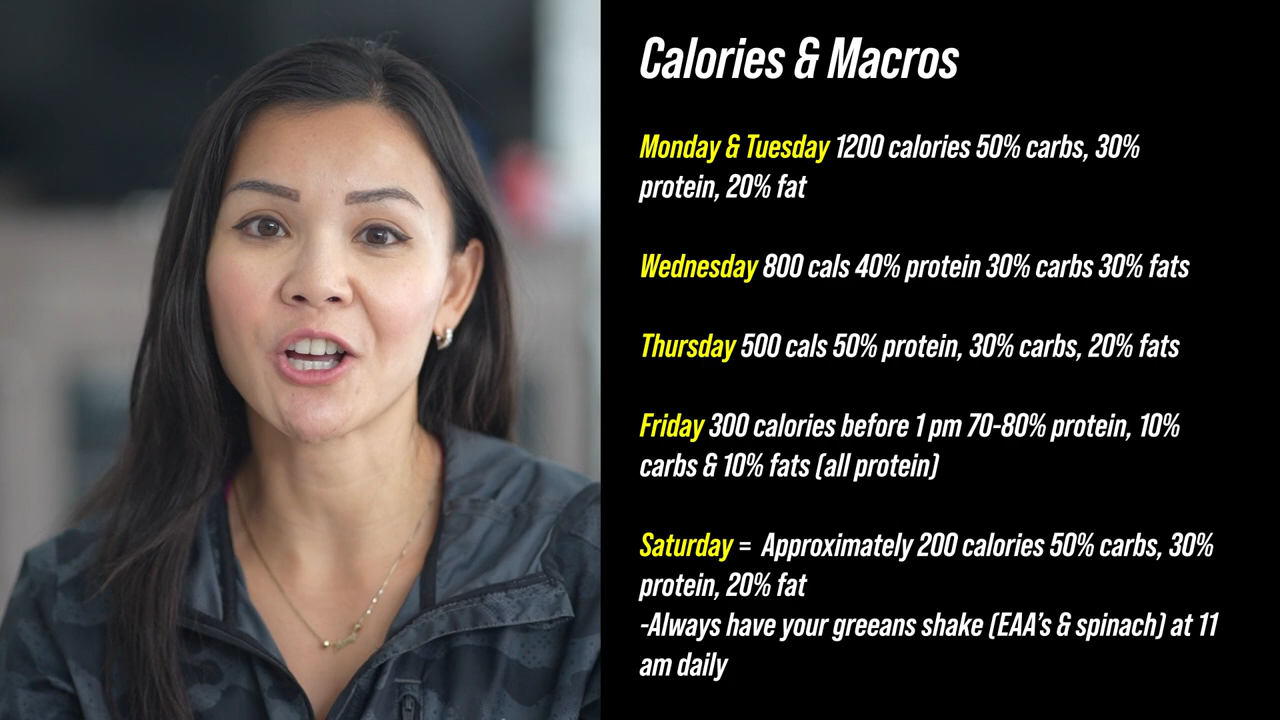 Calories & Macros
Monday & Tuesday 1200 calories 50% carbs, 30%
protein, 20% fat
Wednesday 800 cals 40% protein 30% carbs 30% fats
Thursday 500 cals 50% protein, 30% carbs, 20% fats
Friday 300 calories before 1 pm 70-80% protein, 10%
carbs & 10% fats (all protein)
Saturday = Approximately 200 calories 50% carbs, 30%
protein, 20% fat
-Always have your greeans shake (EAA's & spinach) at 11
am daily